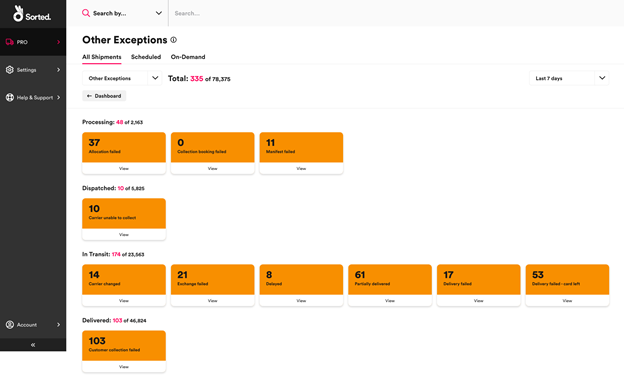 Sorted.
PRO
Settings
Help & Support
Account
Search by...
Search...
Other Exceptions
All Shipments
Scheduled
On-Demand
Other Exceptions
Total: 335 of 78,375
Last 7 days
← Dashboard
Processing: 48 of 2,163
37
Allocation failed
View
0
Collection booking failed
View
11
Manifest failed
View
Dispatched: 10 of 5,825
10
Carrier unable to collect
View
In Transit: 174 of 23,563
14
Carrier changed
View
21
Exchange failed
View
8
Delayed
View
61
Partially delivered
View
17
Delivery failed
View
53
Delivery failed - card left
View
Delivered: 103 of 46,824
103
Customer collection failed
View